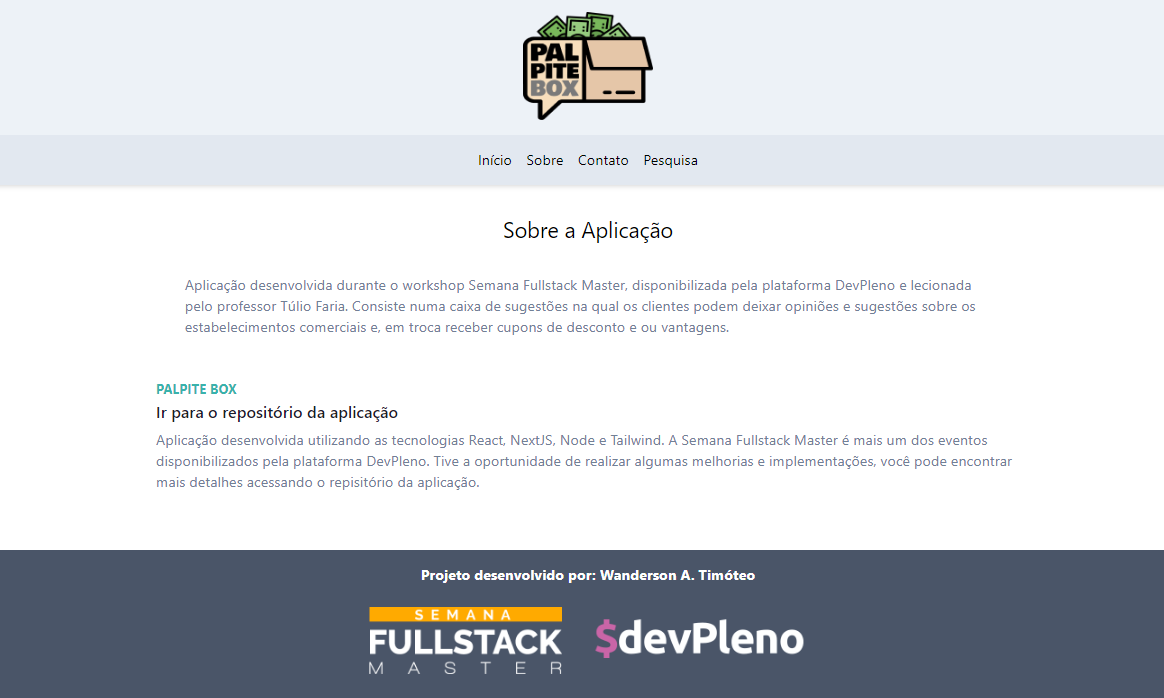 PAL
PITE
BOX
Início Sobre Contato Pesquisa
Sobre a Aplicação
Aplicação desenvolvida durante o workshop Semana Fullstack Master, disponibilizada pela plataforma DevPleno e lecionada
pelo professor Túlio Faria. Consiste numa caixa de sugestões na qual os clientes podem deixar opiniões e sugestões sobre os
estabelecimentos comerciais e, em troca receber cupons de desconto e ou vantagens.
PALPITE BOX
Ir para o repositório da aplicação
Aplicação desenvolvida utilizando as tecnologias React, NextJS, Node e Tailwind. A Semana Fullstack Master é mais um dos eventos
disponibilizados pela plataforma DevPleno. Tive a oportunidade de realizar algumas melhorias e implementações, você pode encontrar
mais detalhes acessando o repisitório da aplicação.
Projeto desenvolvido por: Wanderson A. Timóteo
SEMANA
FULLSTACK
MASTER
$devPleno